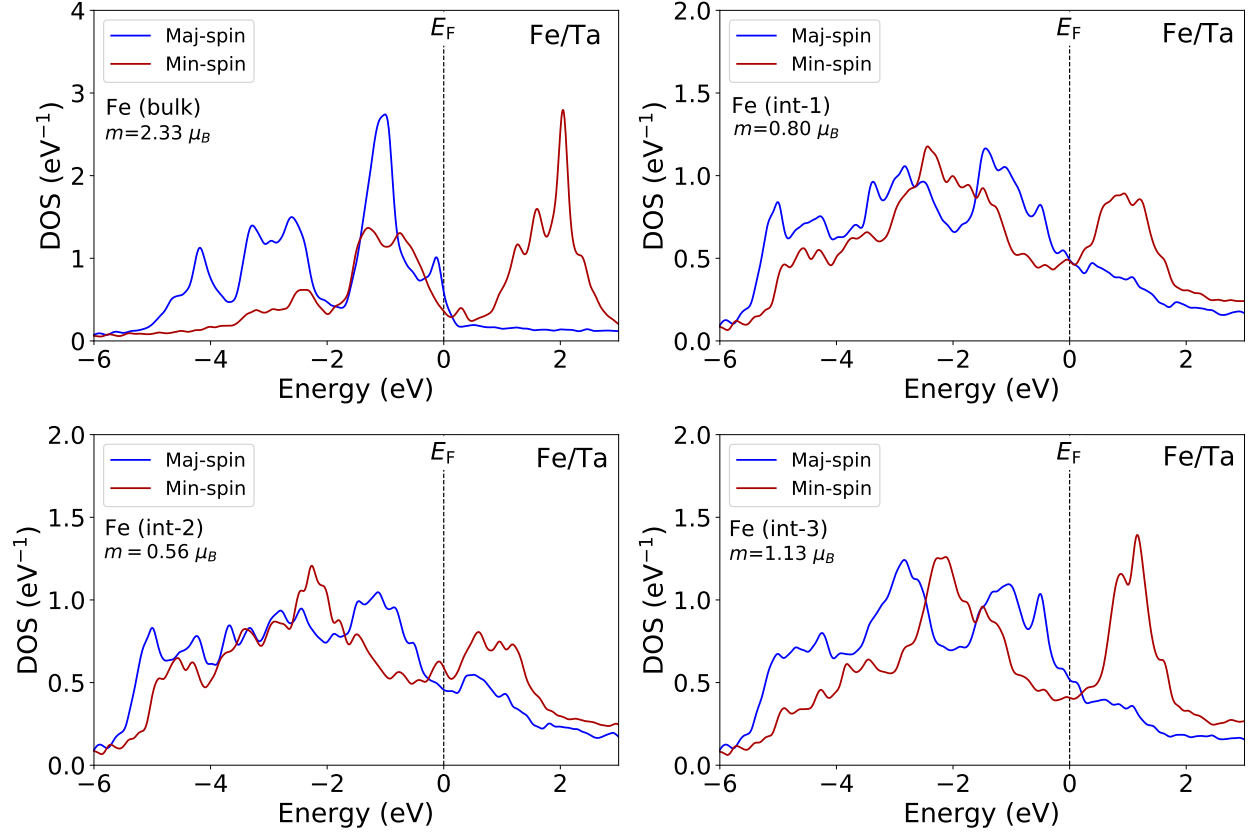 E_F
Fe/Ta
Maj-spin
Min-spin
Fe (bulk)
m=2.33 μ_B
4
3
2
1
0
DOS (eV⁻¹)
−6
−4
−2
0
2
Energy (eV)
E_F
Fe/Ta
Maj-spin
Min-spin
Fe (int-1)
m=0.80 μ_B
2.0
1.5
1.0
0.5
0.0
DOS (eV⁻¹)
−6
−4
−2
0
2
Energy (eV)
E_F
Fe/Ta
Maj-spin
Min-spin
Fe (int-2)
m = 0.56 μ_B
2.0
1.5
1.0
0.5
0.0
DOS (eV⁻¹)
−6
−4
−2
0
2
Energy (eV)
E_F
Fe/Ta
Maj-spin
Min-spin
Fe (int-3)
m=1.13 μ_B
2.0
1.5
1.0
0.5
0.0
DOS (eV⁻¹)
−6
−4
−2
0
2
Energy (eV)